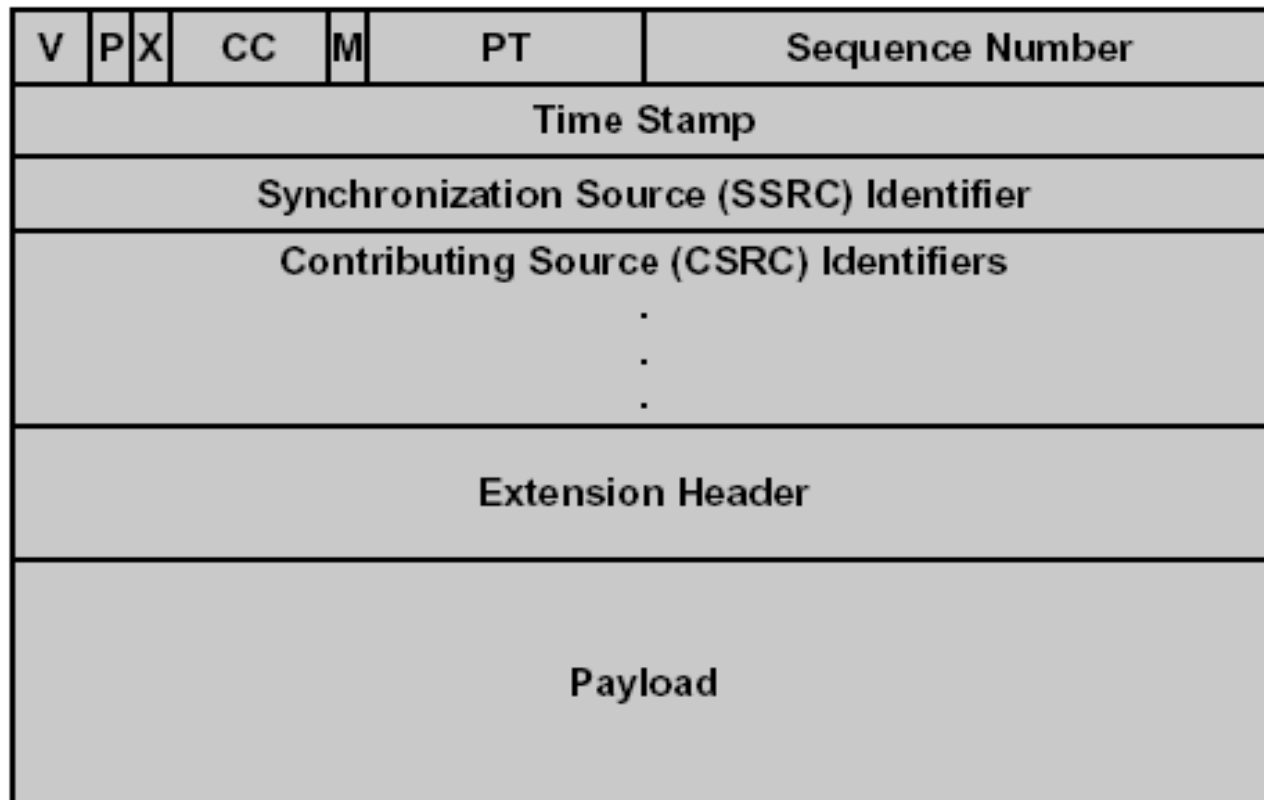 V P X CC M PT Sequence Number
Time Stamp
Synchronization Source (SSRC) Identifier
Contributing Source (CSRC) Identifiers
.
.
.
Extension Header
Payload